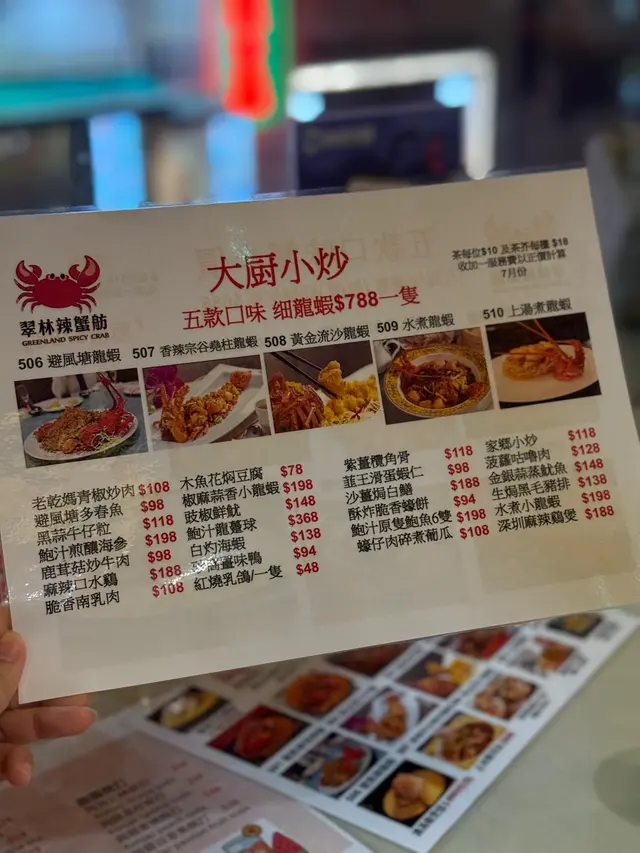 大厨小炒
茶每位$10 及茶芥每樓 $18
收加一服務費以正價計算
7月份
翠林辣蟹舫
GREENLAND SPICY CRAB
五款口味 细龍蝦$788一隻
506 避風塘龍蝦
507 香辣宗谷堯柱龍蝦
508 黃金流沙龍蝦
509 水煮龍蝦
510 上湯煮龍蝦
老乾媽青椒炒肉 $108
避風塘多春魚 $98
黑蒜牛仔粒 $118
鮑汁煎釀海參 $198
鹿茸菇炒牛肉 $98
麻辣口水鷄 $188
脆香南乳肉 $108
木魚花焖豆腐 $78
椒麻蒜香小龍蝦 $198
豉椒鮮魷 $148
鮑汁龍躉球 $368
白灼海蝦 $138
薑味鴨 $94
紅燒乳鴿/一隻 $48
紫薑欖角骨 $118
韮王滑蛋蝦仁 $98
沙薑焗白鱔 $188
酥炸脆香蠔餅 $94
鮑汁原隻鮑魚6隻 $198
蠔仔肉碎煮葡瓜 $108
家鄉小炒 $118
菠蘿咕嚕肉 $128
金銀蒜蒸魷魚 $148
生焗黑毛豬排 $138
水煮小龍蝦 $198
深圳麻辣鷄煲 $188